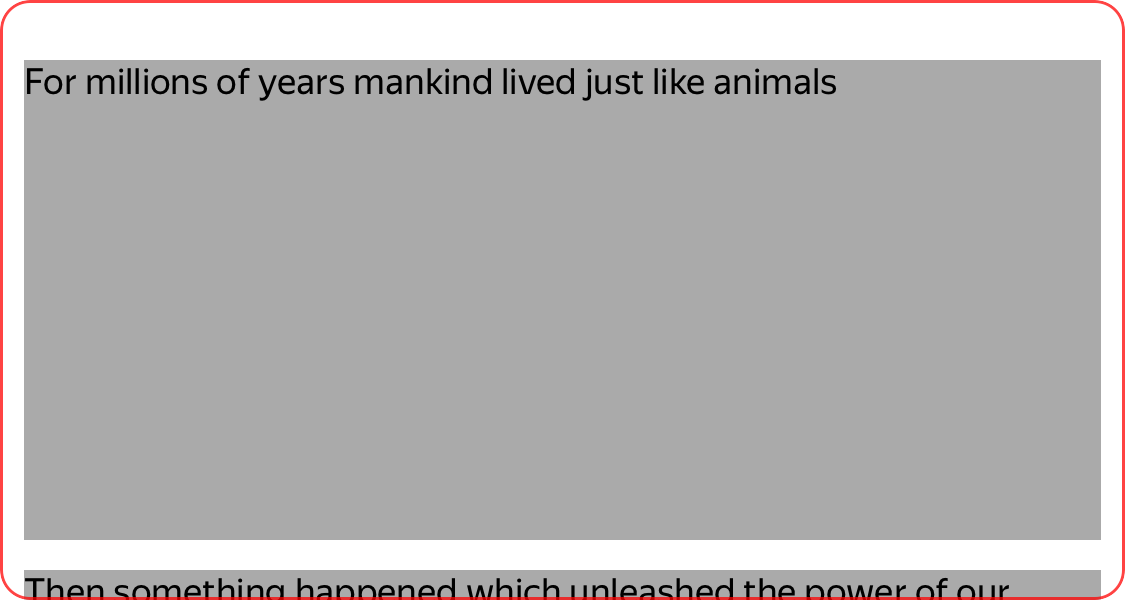 For millions of years mankind lived just like animals
Then something happened which unleashed the power of our